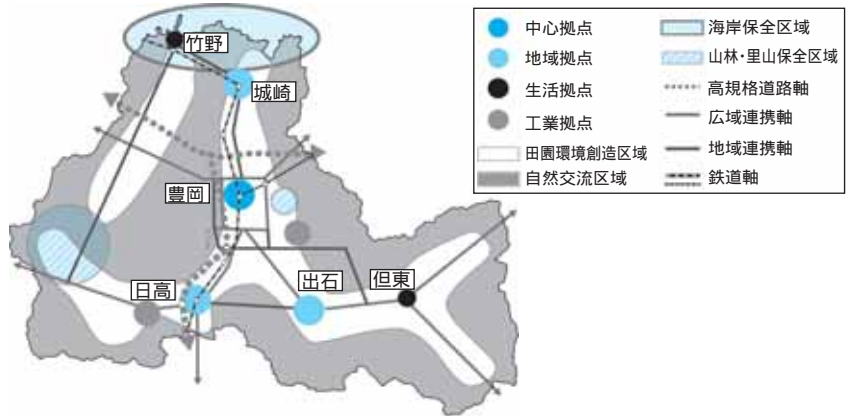 竹野
城崎
豊岡
日高
出石
但東
中心拠点
地域拠点
生活拠点
工業拠点
田園環境創造区域
自然交流区域
海岸保全区域
山林・里山保全区域
高規格道路軸
広域連携軸
地域連携軸
鉄道軸